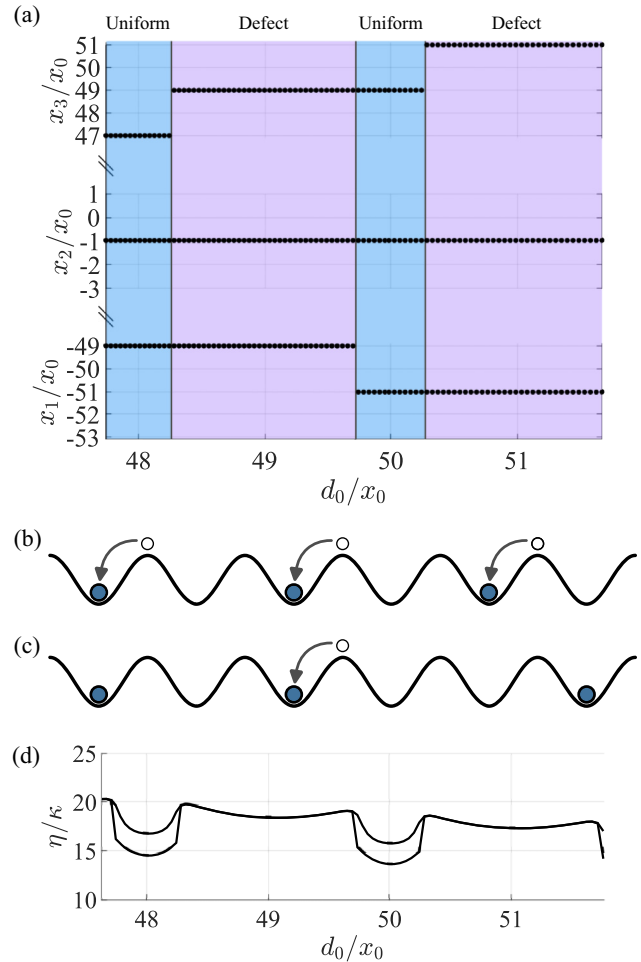 (a)
Uniform Defect Uniform Defect
x₃/x₀
51
50
49
48
47
x₂/x₀
1
0
-1
-2
-3
x₁/x₀
-49
-50
-51
-52
-53
48 49 50 51
d₀/x₀
(b)
(c)
(d)
η/κ
25
20
15
10
48 49 50 51
d₀/x₀